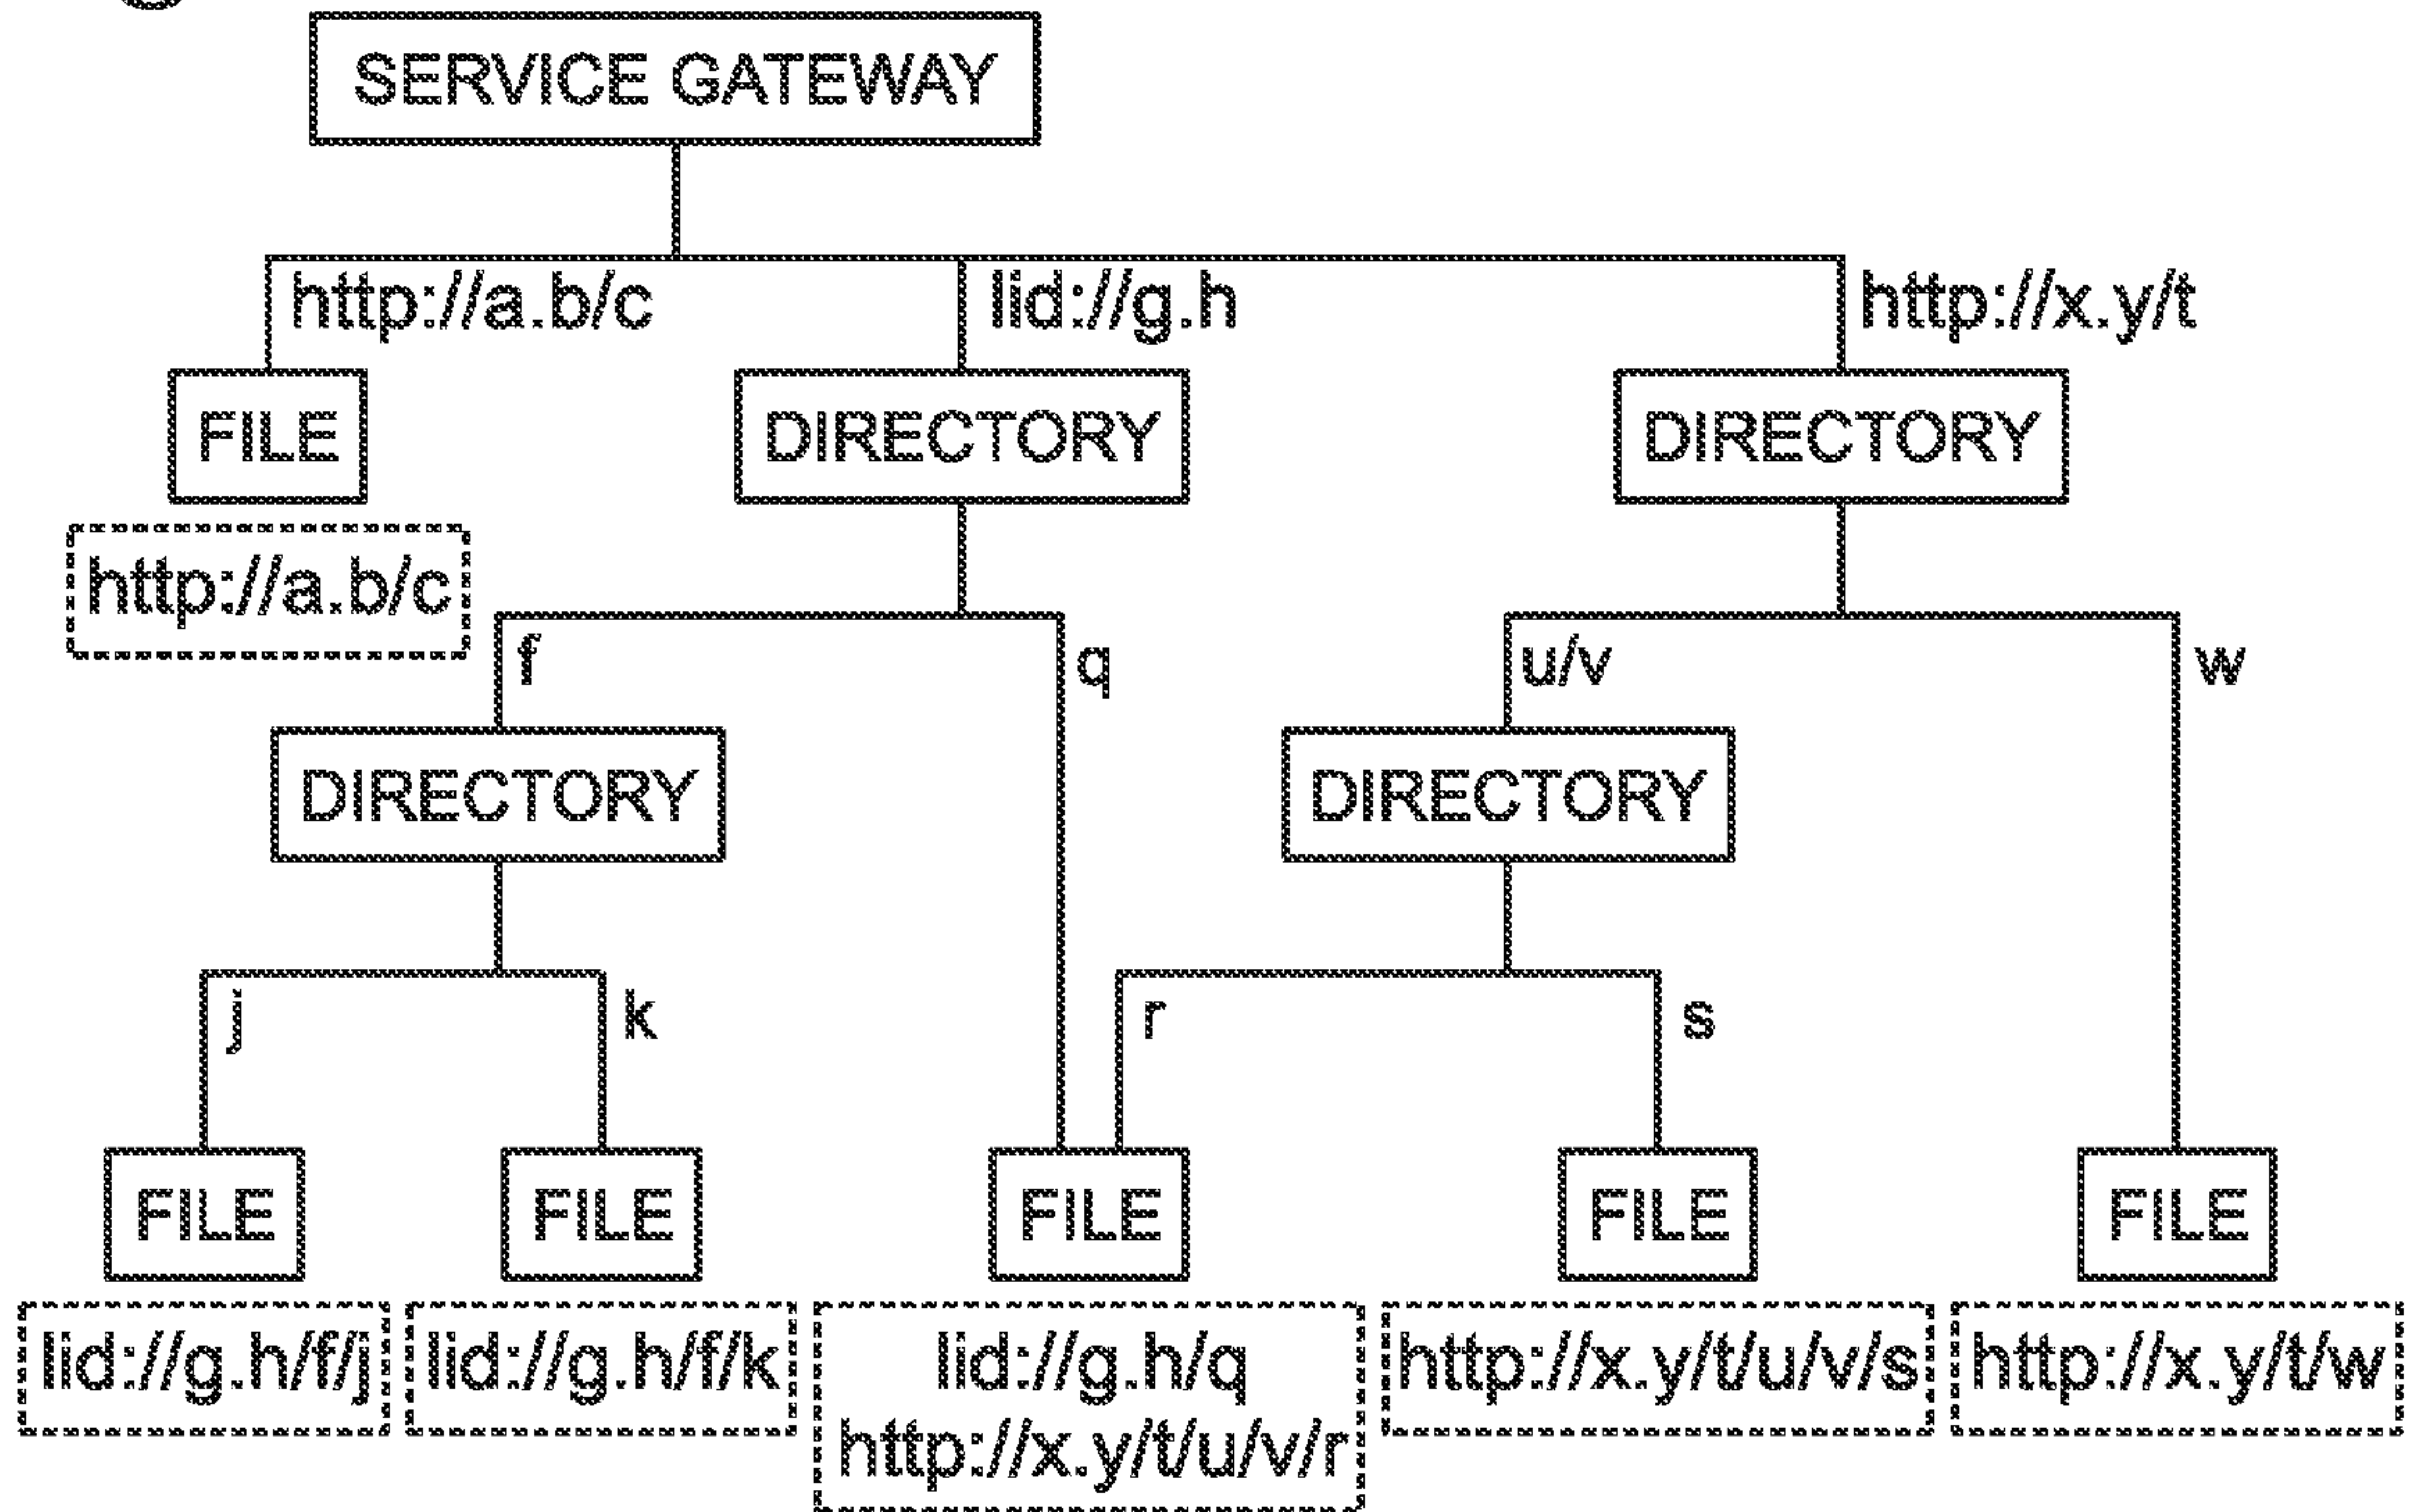 SERVICE GATEWAY
http://a.b/c
lid://g.h
http://x.y/t
FILE
DIRECTORY
DIRECTORY
http://a.b/c
f
q
u/v
w
DIRECTORY
DIRECTORY
j
k
r
s
FILE
FILE
FILE
FILE
FILE
lid://g.h/f/j
lid://g.h/f/k
lid://g.h/q
http://x.y/t/u/v/r
http://x.y/t/u/v/s
http://x.y/t/w